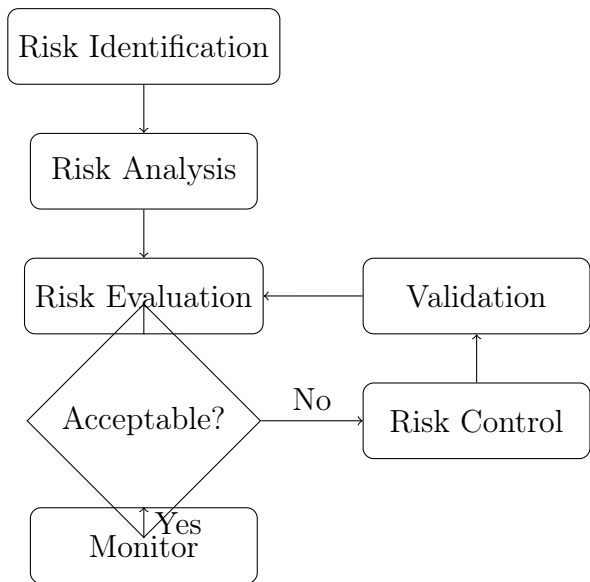 Risk Identification
Risk Analysis
Risk Evaluation
Validation
Acceptable?
No
Risk Control
Yes
Monitor